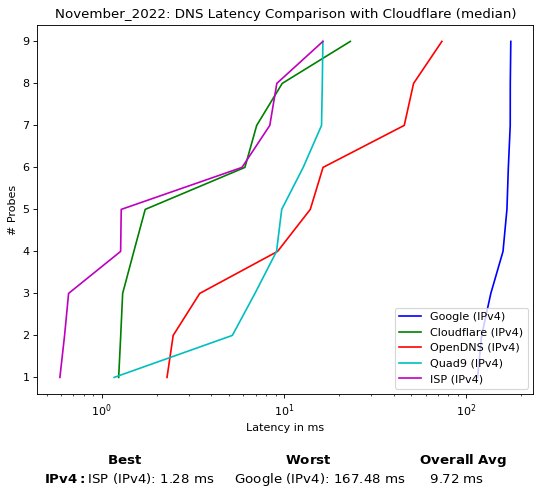 November_2022: DNS Latency Comparison with Cloudflare (median)
# Probes
9
8
7
6
5
4
3
2
1
Google (IPv4)
Cloudflare (IPv4)
OpenDNS (IPv4)
Quad9 (IPv4)
ISP (IPv4)
10⁰ 10¹ 10²
Latency in ms
Best Worst Overall Avg
IPv4: ISP (IPv4): 1.28 ms Google (IPv4): 167.48 ms 9.72 ms